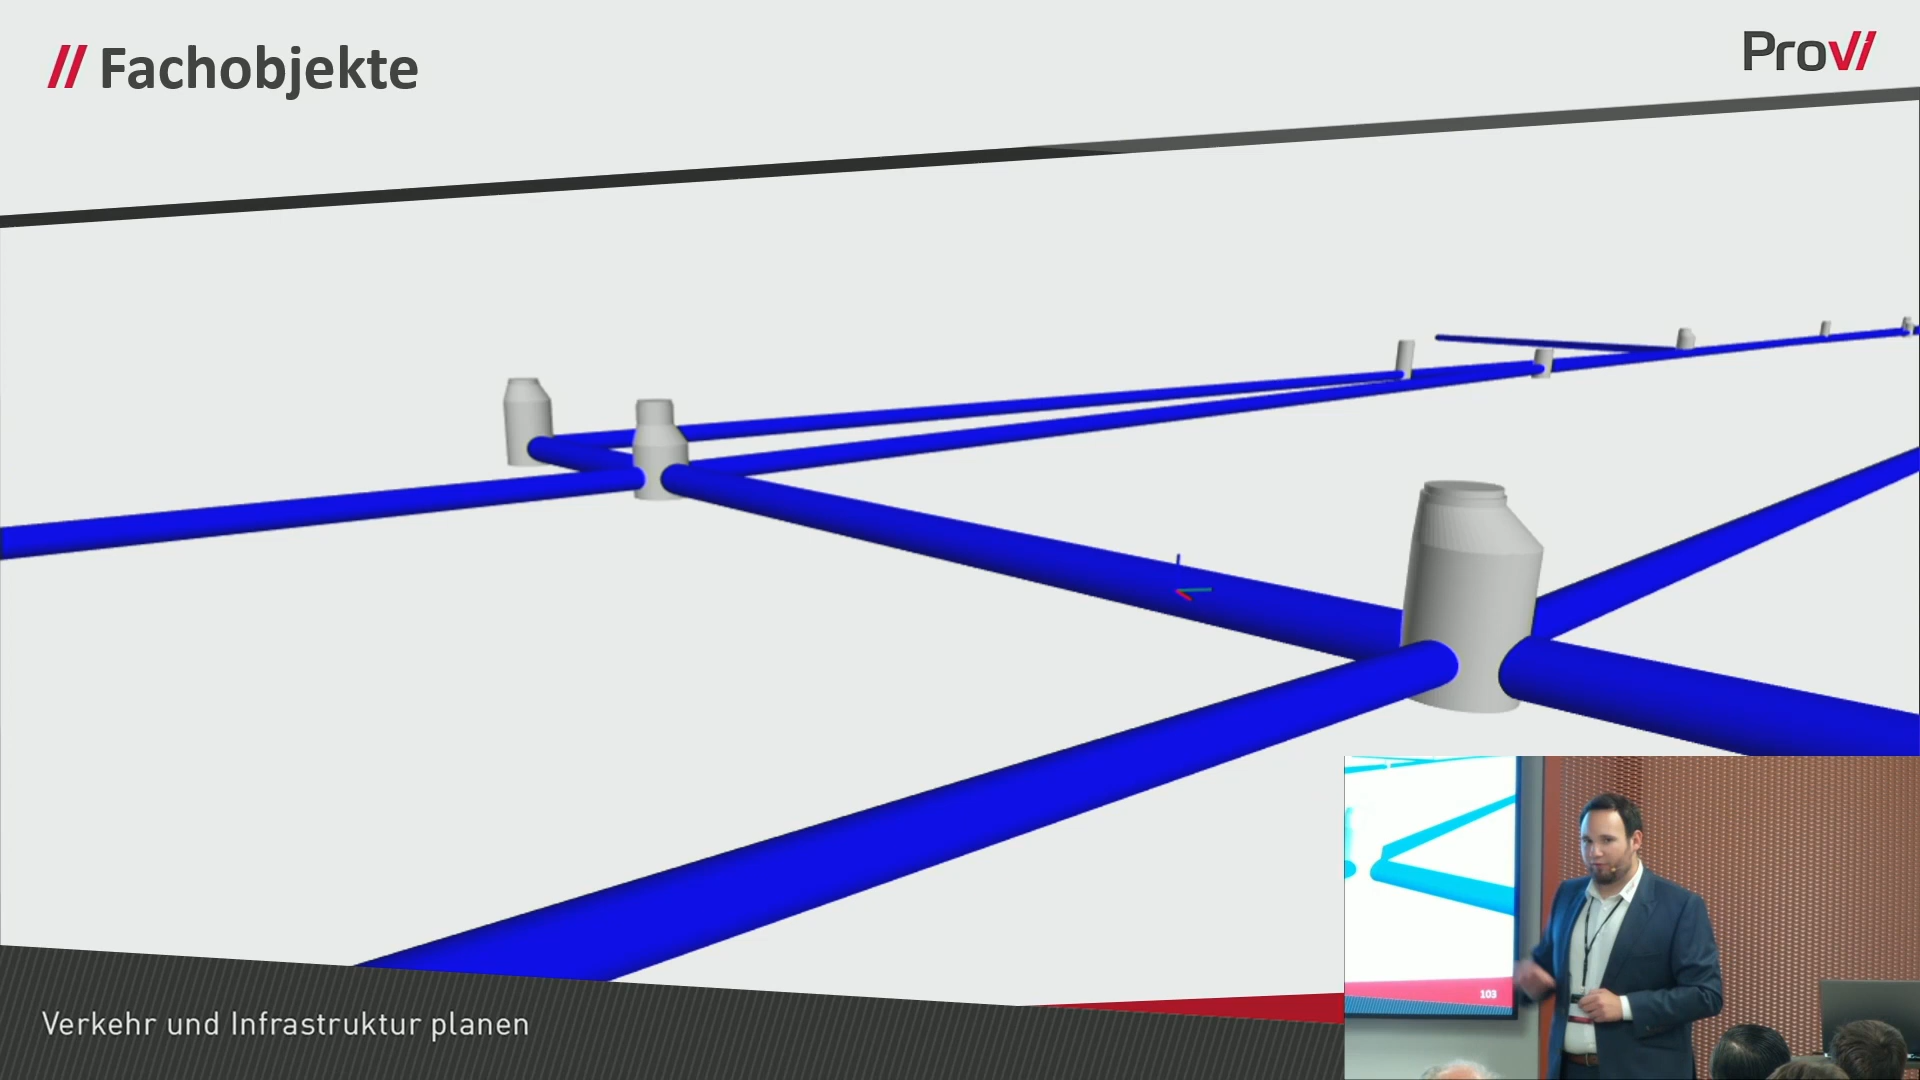 // Fachobjekte
ProVI
Verkehr und Infrastruktur planen
103